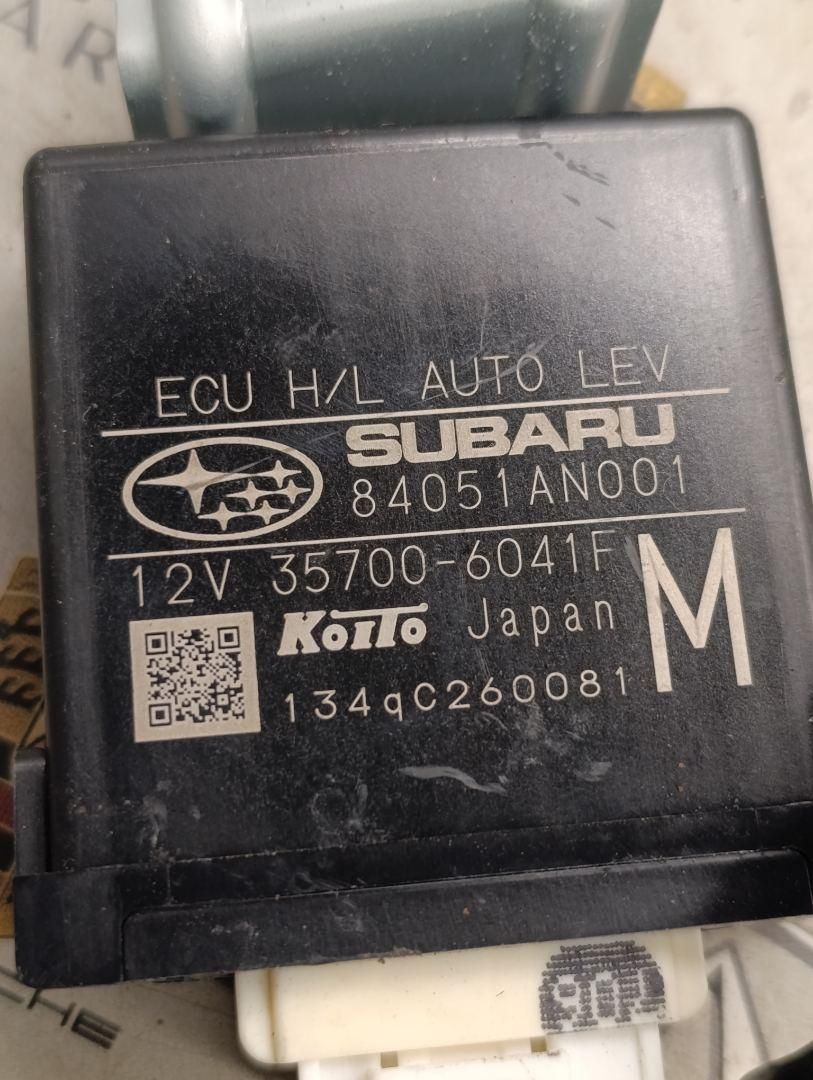 ECU H/L AUTO LEV
SUBARU
84051AN001
12V 35700-6041F
M
KOITO Japan
134qC260081